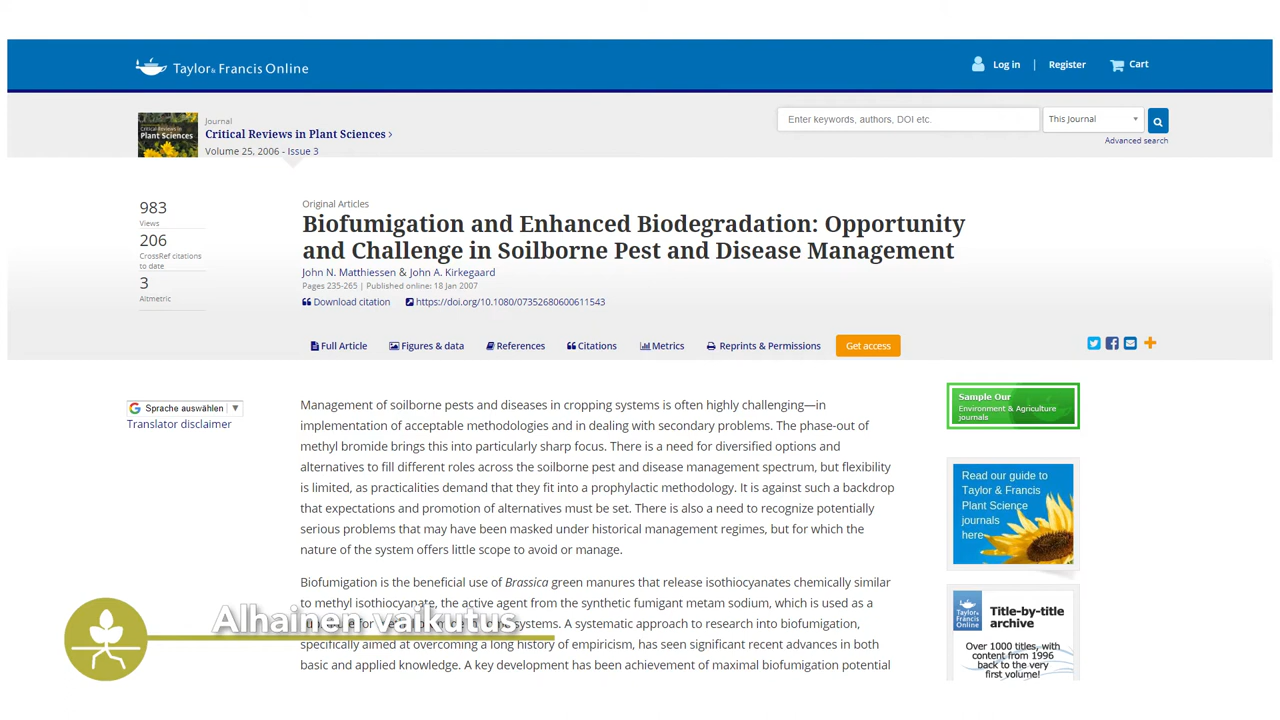 Taylor & Francis Online
Log in | Register Cart
Critical Reviews in Plant Sciences
Journal
Critical Reviews in Plant Sciences ›
Volume 25, 2006 - Issue 3
Enter keywords, authors, DOI etc.
This Journal
Advanced search
983
Views
206
CrossRef citations
to date
3
Altmetric
Original Articles
Biofumigation and Enhanced Biodegradation: Opportunity
and Challenge in Soilborne Pest and Disease Management
John N. Matthiessen & John A. Kirkegaard
Pages 235-265 | Published online: 18 Jan 2007
Download citation https://doi.org/10.1080/07352680600611543
Full Article Figures & data References Citations Metrics Reprints & Permissions Get access
Sprache auswählen
Translator disclaimer
Management of soilborne pests and diseases in cropping systems is often highly challenging—in
implementation of acceptable methodologies and in dealing with secondary problems. The phase-out of
methyl bromide brings this into particularly sharp focus. There is a need for diversified options and
alternatives to fill different roles across the soilborne pest and disease management spectrum, but flexibility
is limited, as practicalities demand that they fit into a prophylactic methodology. It is against such a backdrop
that expectations and promotion of alternatives must be set. There is also a need to recognize potentially
serious problems that may have been masked under historical management regimes, but for which the
nature of the system offers little scope to avoid or manage.
Biofumigation is the beneficial use of Brassica green manures that release isothiocyanates chemically similar
to methyl isothiocyanate, the active agent from the synthetic fumigant metam sodium, which is used as a
for systems. A systematic approach to research into biofumigation,
specifically aimed at overcoming a long history of empiricism, has seen significant recent advances in both
basic and applied knowledge. A key development has been achievement of maximal biofumigation potential
Sample Our
Environment & Agriculture
journals
Read our guide to
Taylor & Francis
Plant Science
journals
here
Taylor & Francis Online
Title-by-title
archive
Over 1000 titles, with
content from 1996
back to the very
first volume!
Alhainen vaikutus